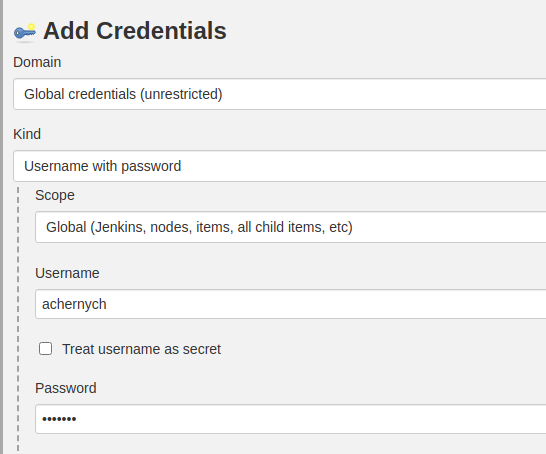 Add Credentials
Domain
Global credentials (unrestricted)
Kind
Username with password
Scope
Global (Jenkins, nodes, items, all child items, etc)
Username
achernych
Treat username as secret
Password
•••••••